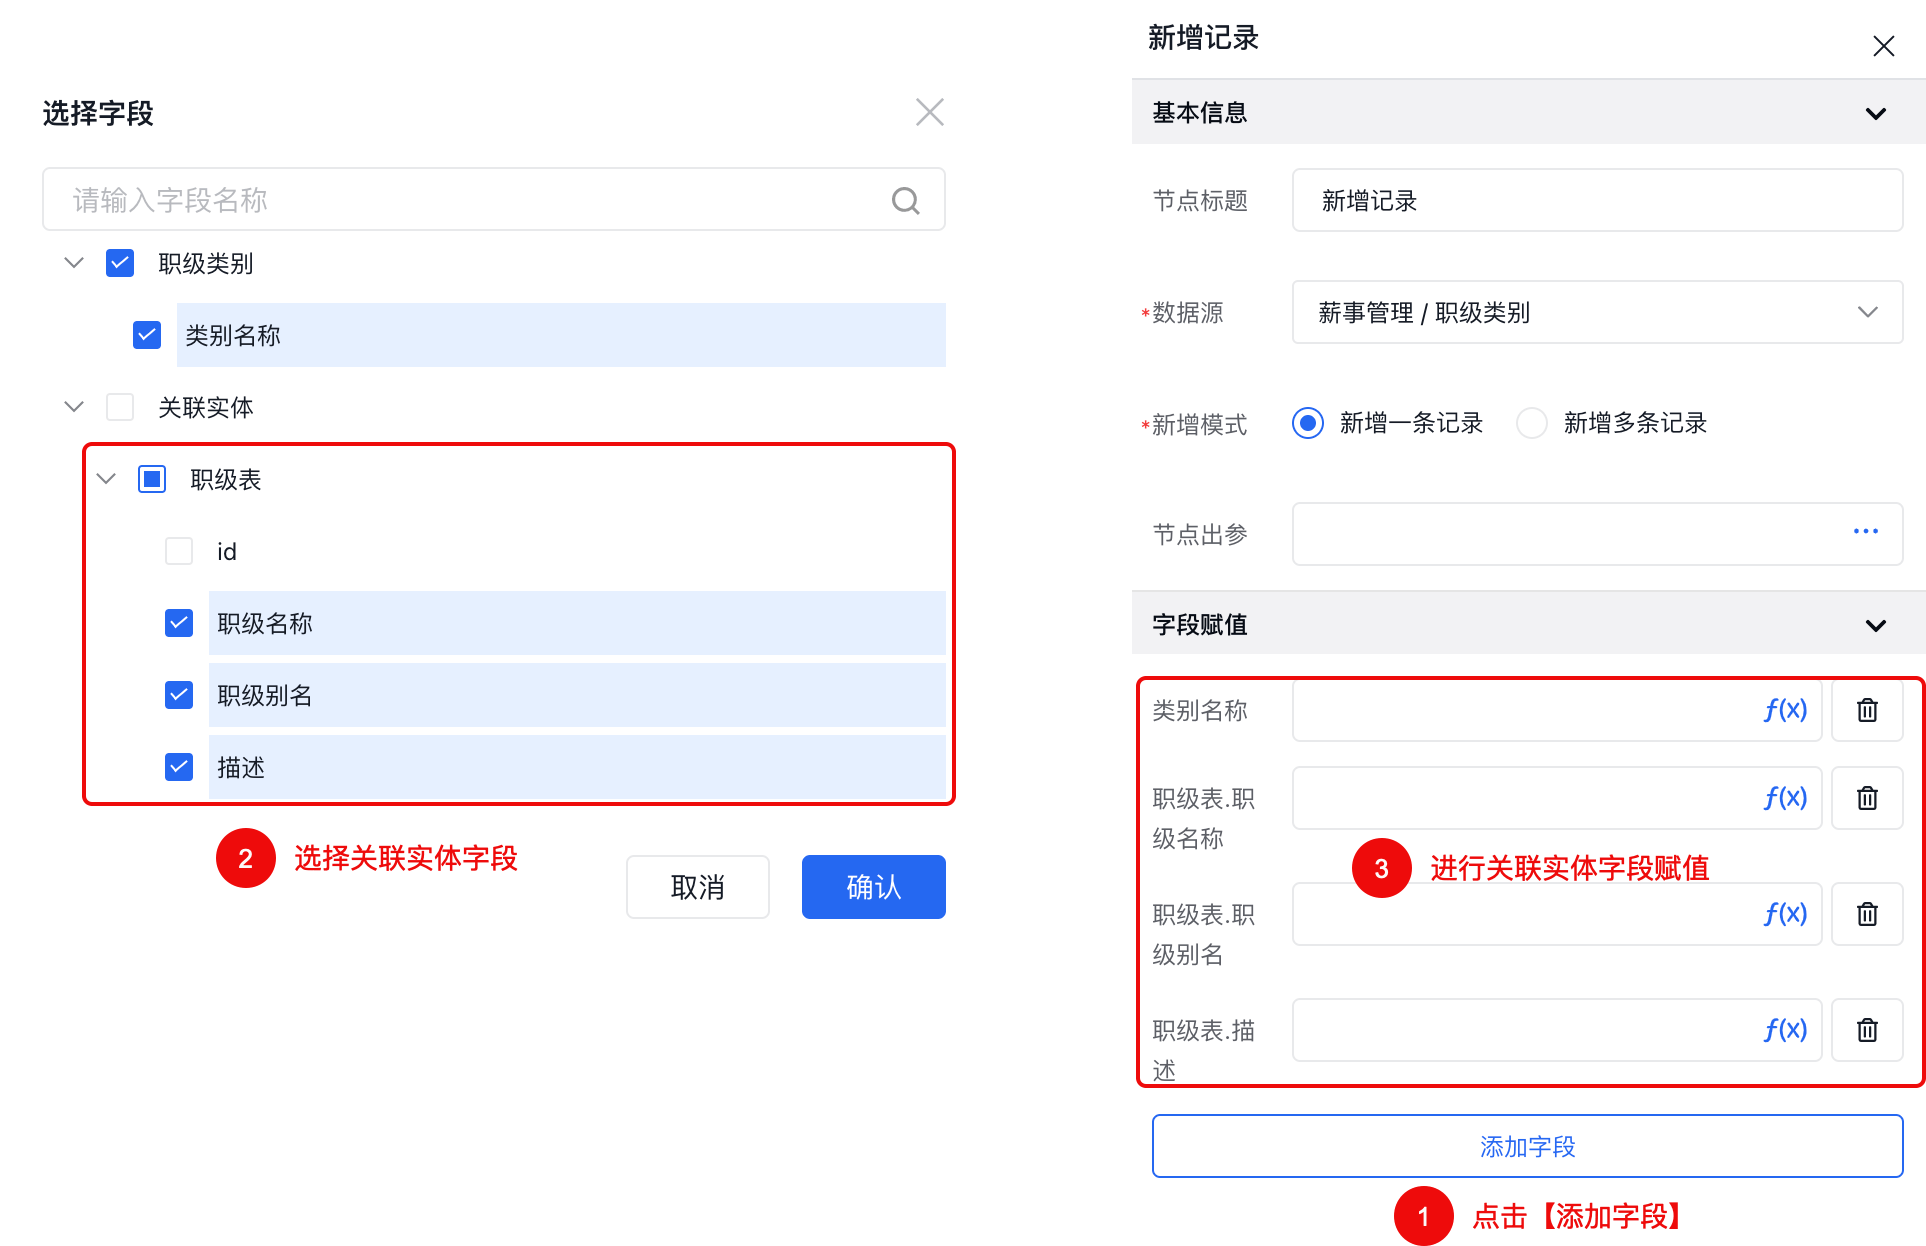 选择字段
请输入字段名称
职级类别
类别名称
关联实体
职级表
id
职级名称
职级别名
描述
2 选择关联实体字段
取消
确认
新增记录
基本信息
节点标题
新增记录
*数据源
薪事管理 / 职级类别
*新增模式
新增一条记录
新增多条记录
节点出参
字段赋值
类别名称
f(x)
职级表.职
级名称
f(x)
3 进行关联实体字段赋值
职级表.职
级别名
f(x)
职级表.描
述
f(x)
添加字段
1 点击【添加字段】